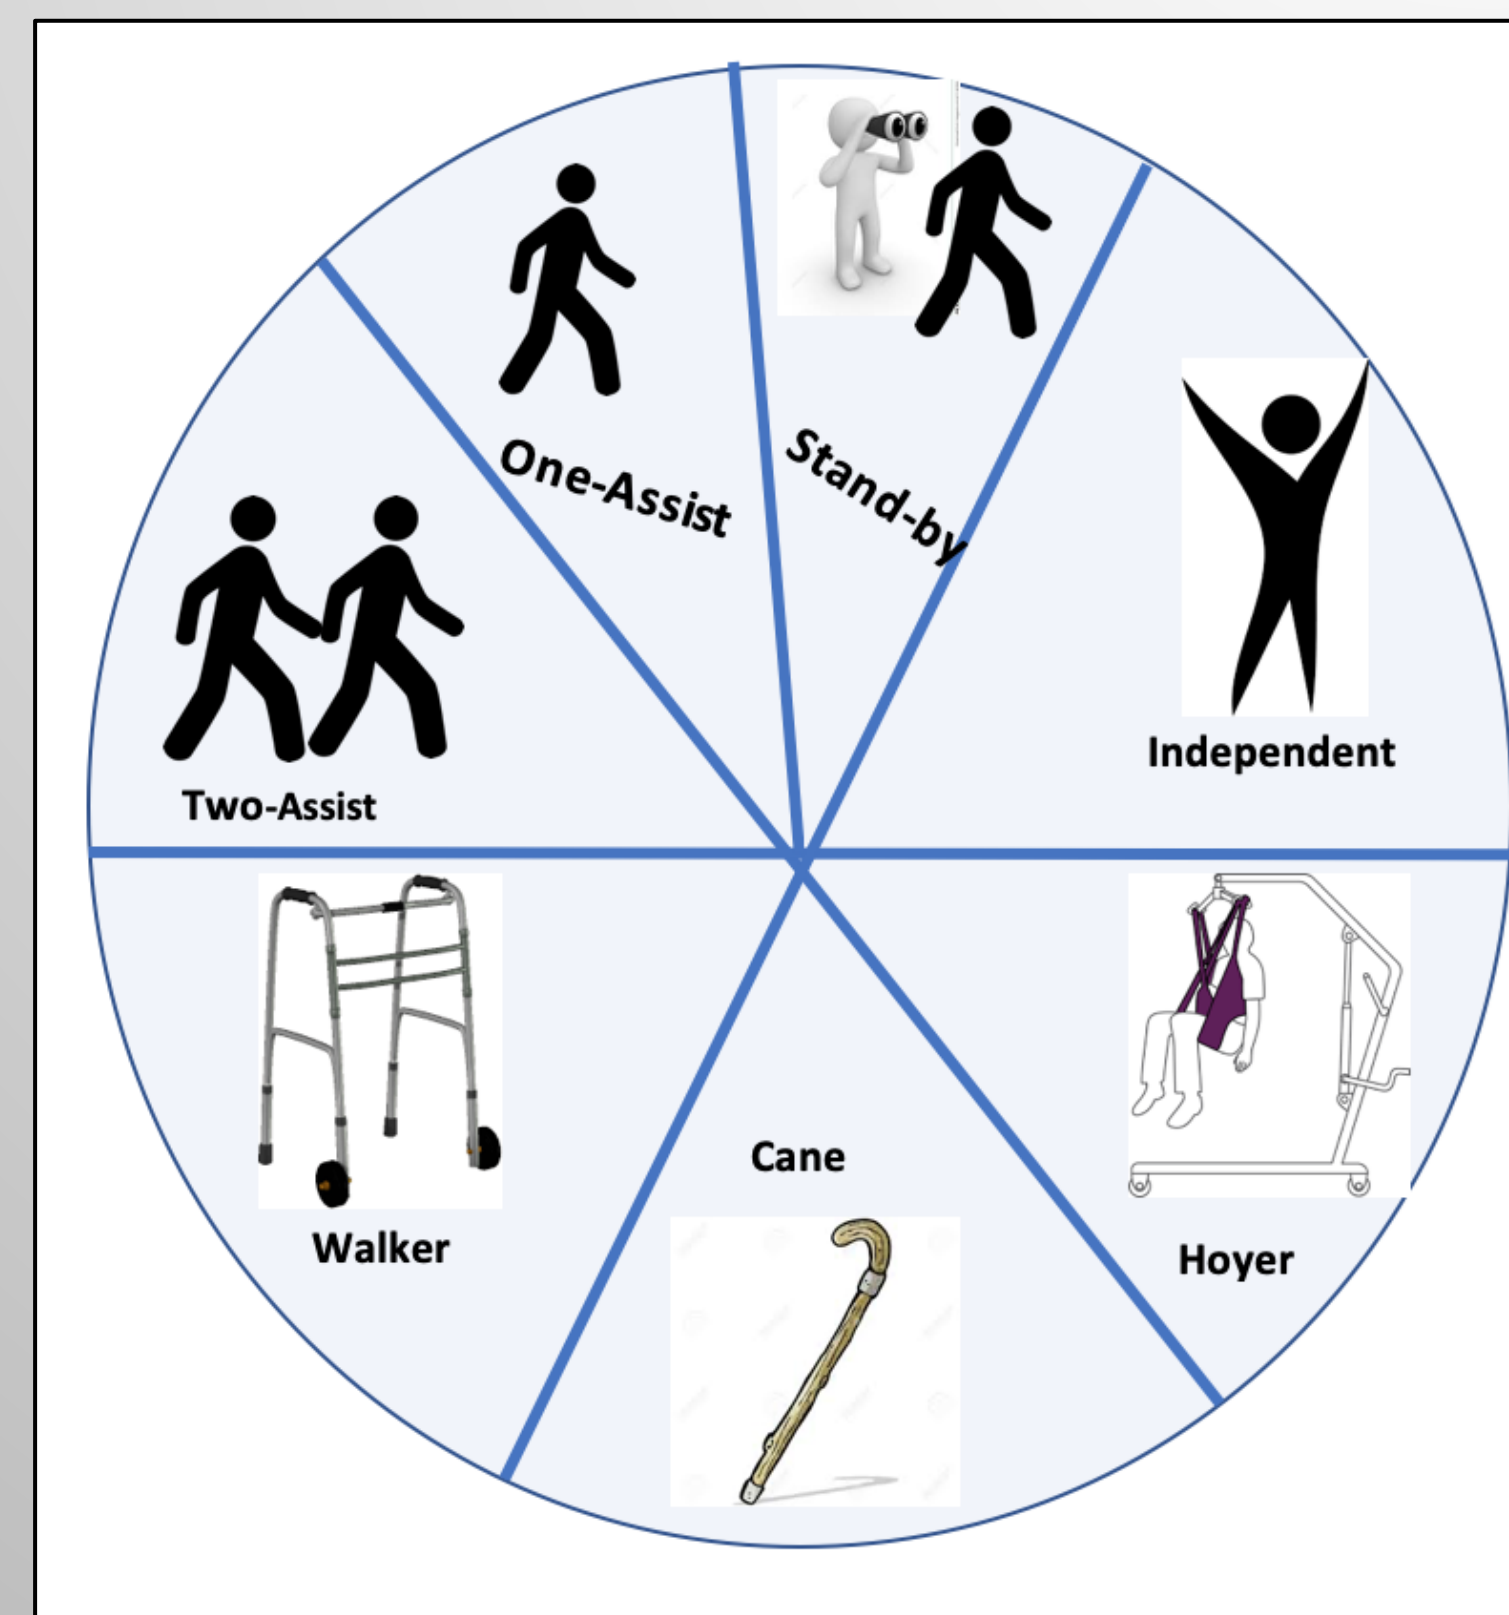 One-Assist
Stand-by
Independent
Two-Assist
Walker
Cane
Hoyer